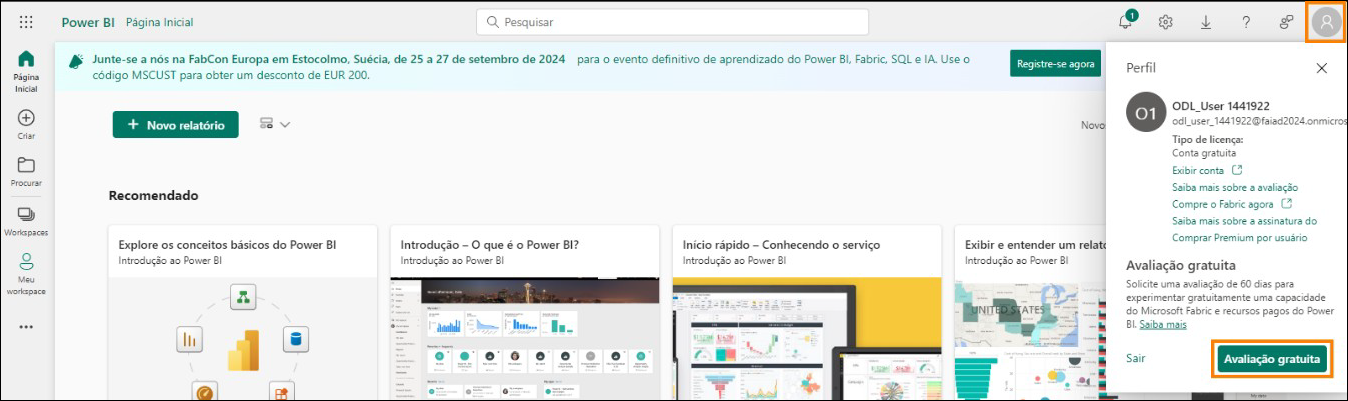 Power BI Página Inicial
Pesquisar
1
Página Inicial
Criar
Procurar
Workspaces
Meu workspace
Junte-se a nós na FabCon Europa em Estocolmo, Suécia, de 25 a 27 de setembro de 2024 para o evento definitivo de aprendizado do Power BI, Fabric, SQL e IA. Use o
código MSCUST para obter um desconto de EUR 200.
Registre-se agora
+ Novo relatório
Novo
Recomendado
Explore os conceitos básicos do Power BI
Introdução ao Power BI
Introdução – O que é o Power BI?
Introdução ao Power BI
Início rápido – Conhecendo o serviço
Introdução ao Power BI
Exibir e entender um relató
Introdução ao Power BI
UNITED STATES
Perfil
O1
ODL_User 1441922
odl_user_1441922@faiad2024.onmicros
Tipo de licença:
Conta gratuita
Exibir conta
Saiba mais sobre a avaliação
Compre o Fabric agora
Saiba mais sobre a assinatura do
Comprar Premium por usuário
Avaliação gratuita
Solicite uma avaliação de 60 dias para
experimentar gratuitamente uma capacidade
do Microsoft Fabric e recursos pagos do Power
BI. Saiba mais
Sair
Avaliação gratuita